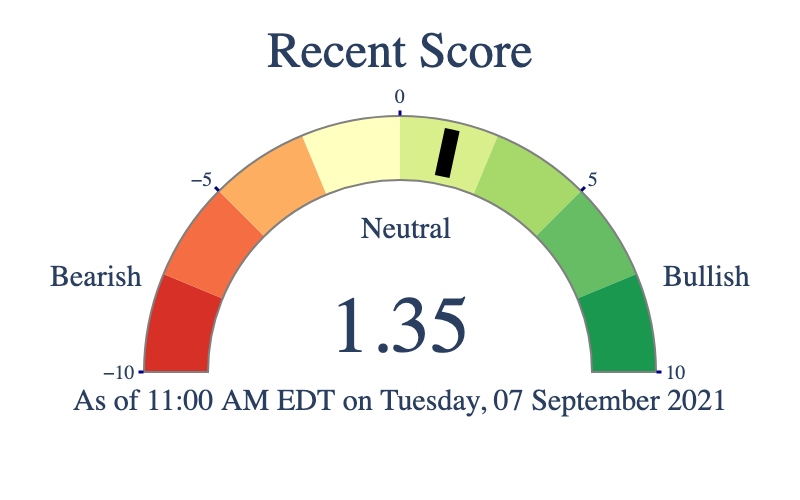 Recent Score
0
−5
5
Neutral
Bearish
Bullish
1.35
−10
10
As of 11:00 AM EDT on Tuesday, 07 September 2021